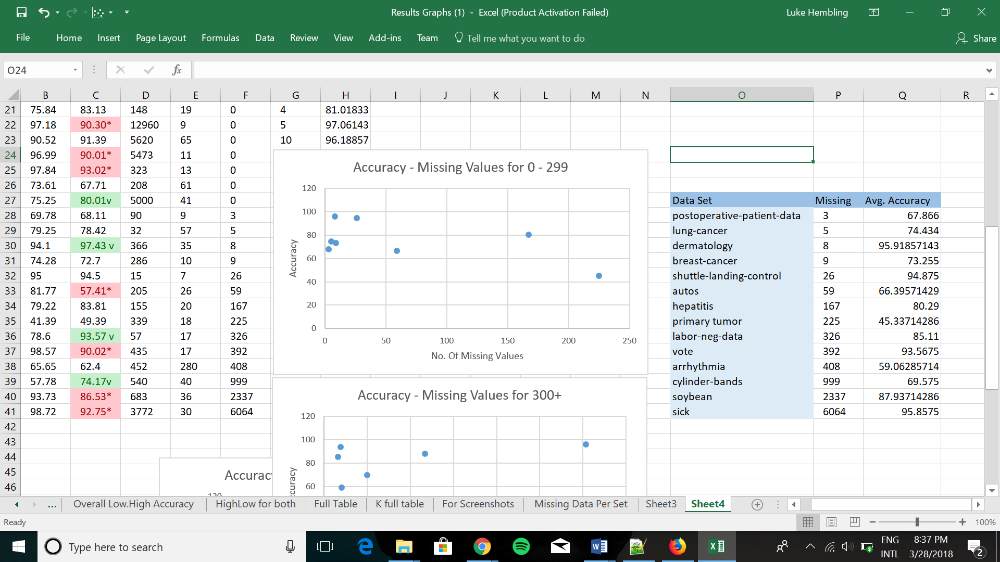 Results Graphs (1) - Excel (Product Activation Failed)
Luke Hembling
File Home Insert Page Layout Formulas Data Review View Add-ins Team Tell me what you want to do Share
O24 fx
B C D E F G H I J K L M N O P Q R
21 75.84 83.13 148 19 0 4 81.01833
22 97.18 90.30* 12960 9 0 5 97.06143
23 90.52 91.39 5620 65 0 10 96.18857
24 96.99 90.01* 5473 11 0
25 97.84 93.02* 323 13 0
26 73.61 67.71 208 61 0
27 75.25 80.01v 5000 41 0
28 69.78 68.11 90 9 3
29 79.25 78.42 32 57 5
30 94.1 97.43 v 366 35 8
31 74.28 72.7 286 10 9
32 95 94.5 15 7 26
33 81.77 57.41* 205 26 59
34 79.22 83.81 155 20 167
35 41.39 49.39 339 18 225
36 78.6 93.57 v 57 17 326
37 98.57 90.02* 435 17 392
38 65.65 62.4 452 280 408
39 57.78 74.17v 540 40 999
40 93.73 86.53* 683 36 2337
41 98.72 92.75* 3772 30 6064
42
43
44
45
46
Accuracy - Missing Values for 0 - 299
120
100
80
60
40
20
0
Accuracy
0 50 100 150 200 250
No. Of Missing Values
Accuracy - Missing Values for 300+
120
100
80
60
Data Set Missing Avg. Accuracy
postoperative-patient-data 3 67.866
lung-cancer 5 74.434
dermatology 8 95.91857143
breast-cancer 9 73.255
shuttle-landing-control 26 94.875
autos 59 66.39571429
hepatitis 167 80.29
primary tumor 225 45.33714286
labor-neg-data 326 85.11
vote 392 93.5675
arrhythmia 408 59.06285714
cylinder-bands 999 69.575
soybean 2337 87.93714286
sick 6064 95.8575
... Overall Low.High Accuracy HighLow for both Full Table K full table For Screenshots Missing Data Per Set Sheet3 Sheet4
Ready 100%
Type here to search
ENG
INTL
8:37 PM
3/28/2018
2